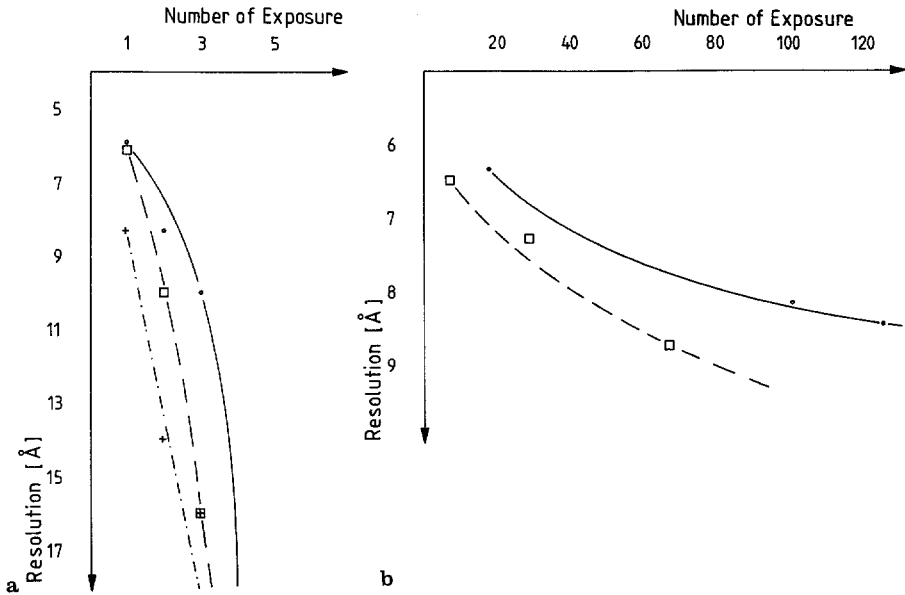 Number of Exposure
1 3 5
5
7
9
11
13
15
17
Resolution [Å]
a
Number of Exposure
20 40 60 80 100 120
6
7
8
9
Resolution [Å]
b